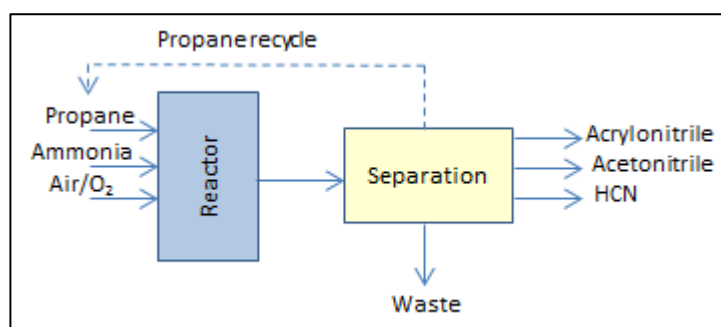 Propane recycle
Propane
Ammonia
Air/O₂
Reactor
Separation
Acrylonitrile
Acetonitrile
HCN
Waste